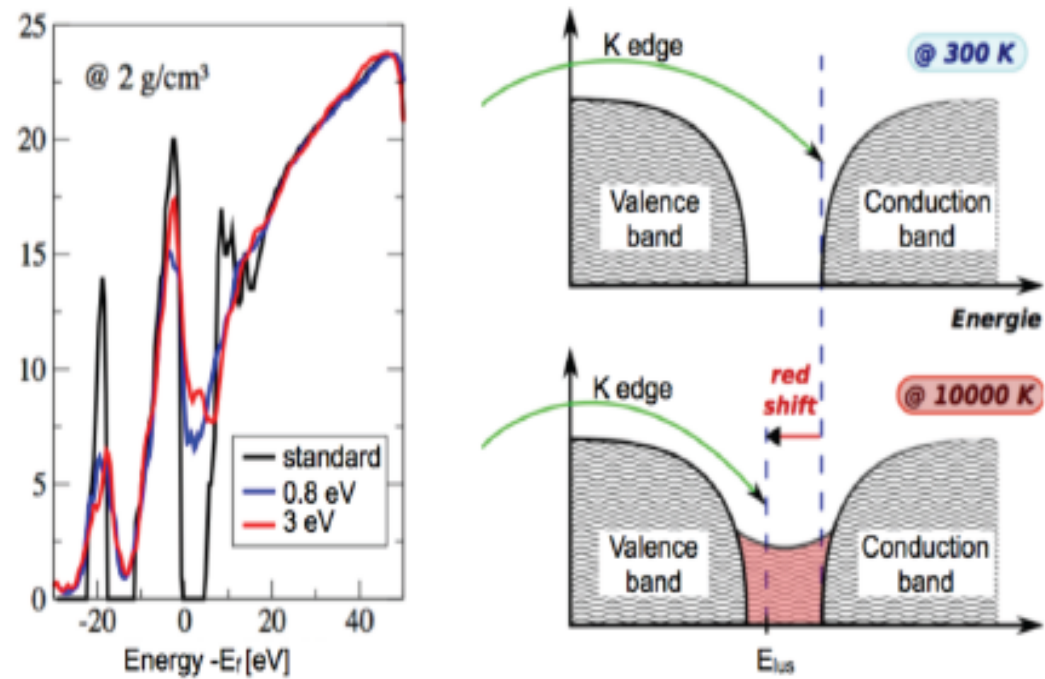 25
20
15
10
5
0
@ 2 g/cm³
standard
0.8 eV
3 eV
-20
0
20
40
Energy -Ef [eV]
K edge
@ 300 K
Valence
band
Conduction
band
Energie
K edge
red
shift
@ 10000 K
Valence
band
Conduction
band
Elus